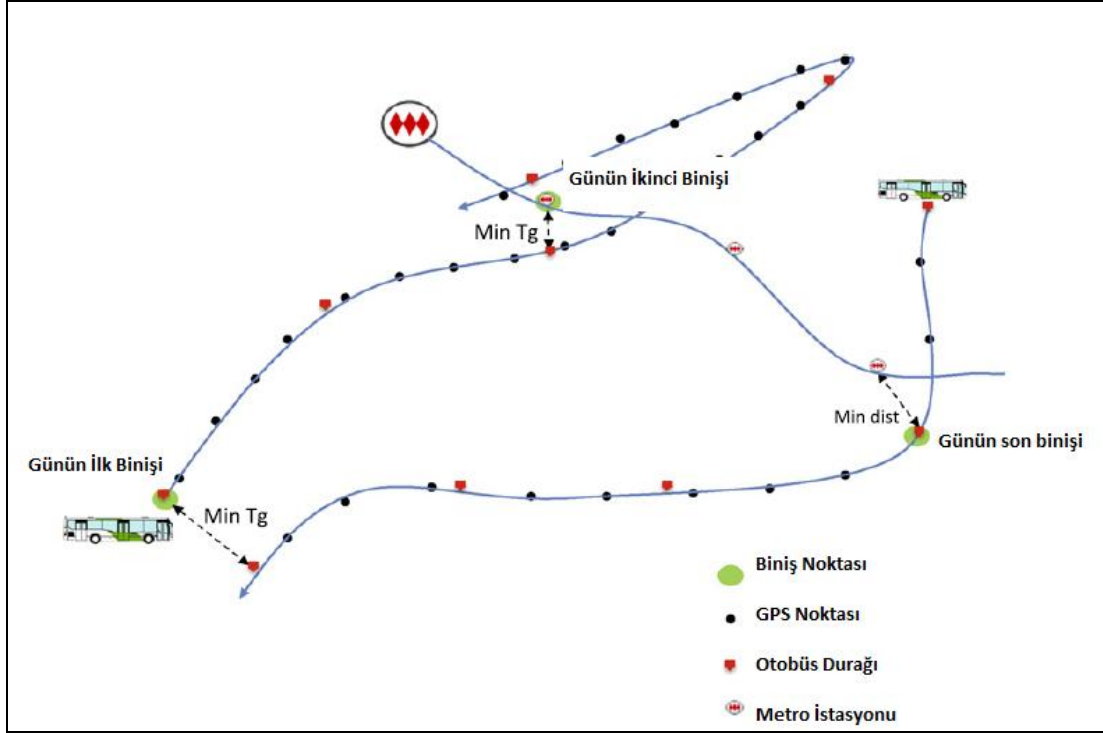 Günün İkinci Binişi
Min Tg
Min dist
Günün son binişi
Günün İlk Binişi
Min Tg
Biniş Noktası
GPS Noktası
Otobüs Durağı
Metro İstasyonu